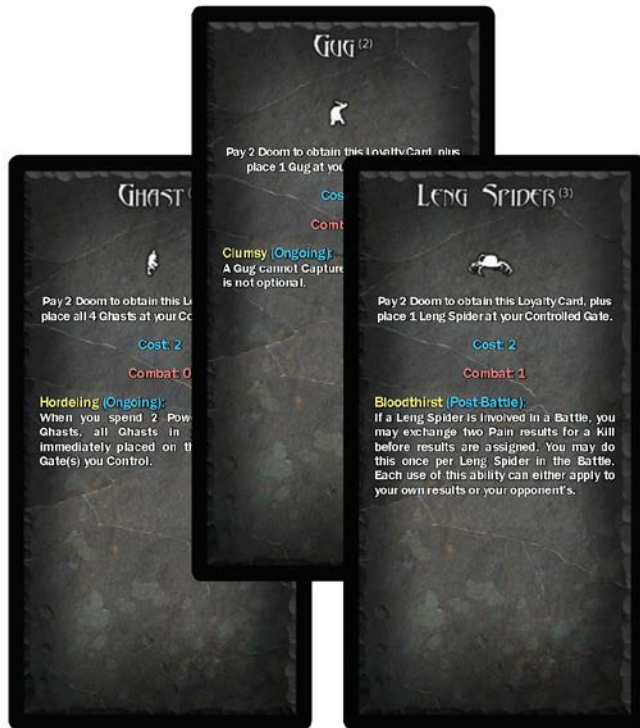 GUG (2)
Pay 2 Doom to obtain this Loyalty Card, plus
place 1 Gug at
Clumsy (Ongoing):
A Gug cannot Capture
is not optional.
GHAST
Pay 2 Doom to obtain this
place all 4 Ghasts at your
Cost: 2
Combat: 0
Hordeling (Ongoing):
When you spend 2
Ghasts, all Ghasts in
immediately placed on
Gate(s) you Control.
LENG SPIDER (3)
Pay 2 Doom to obtain this Loyalty Card, plus
place 1 Leng Spider at your Controlled Gate.
Cost: 2
Combat: 1
Bloodthirst (Post-Battle):
If a Leng Spider is involved in a Battle, you
may exchange two Pain results for a Kill
before results are assigned. You may do
this once per Leng Spider in the Battle.
Each use of this ability can either apply to
your own results or your opponent's.